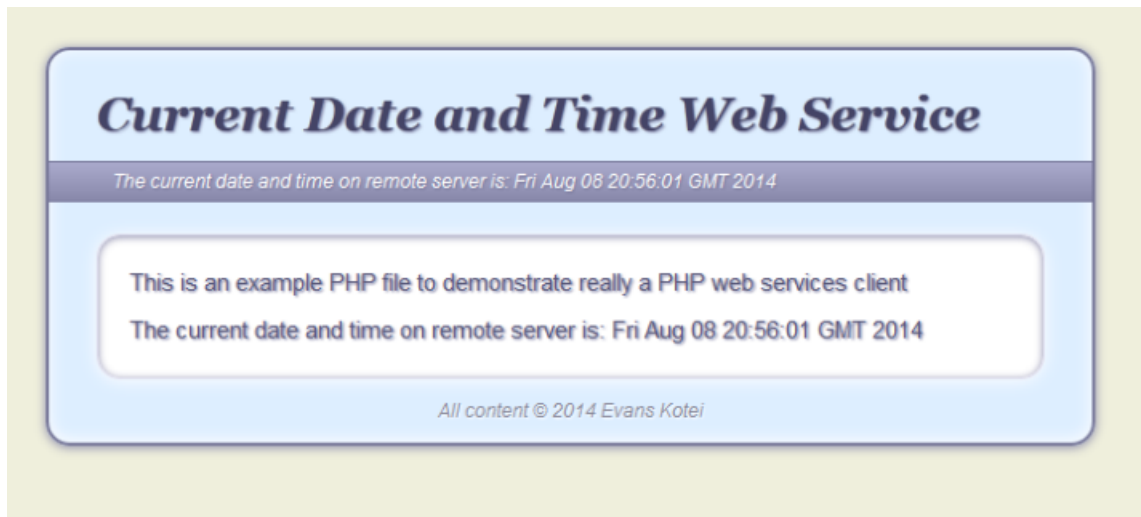 Current Date and Time Web Service
The current date and time on remote server is: Fri Aug 08 20:56:01 GMT 2014
This is an example PHP file to demonstrate really a PHP web services client
The current date and time on remote server is: Fri Aug 08 20:56:01 GMT 2014
All content © 2014 Evans Kotei